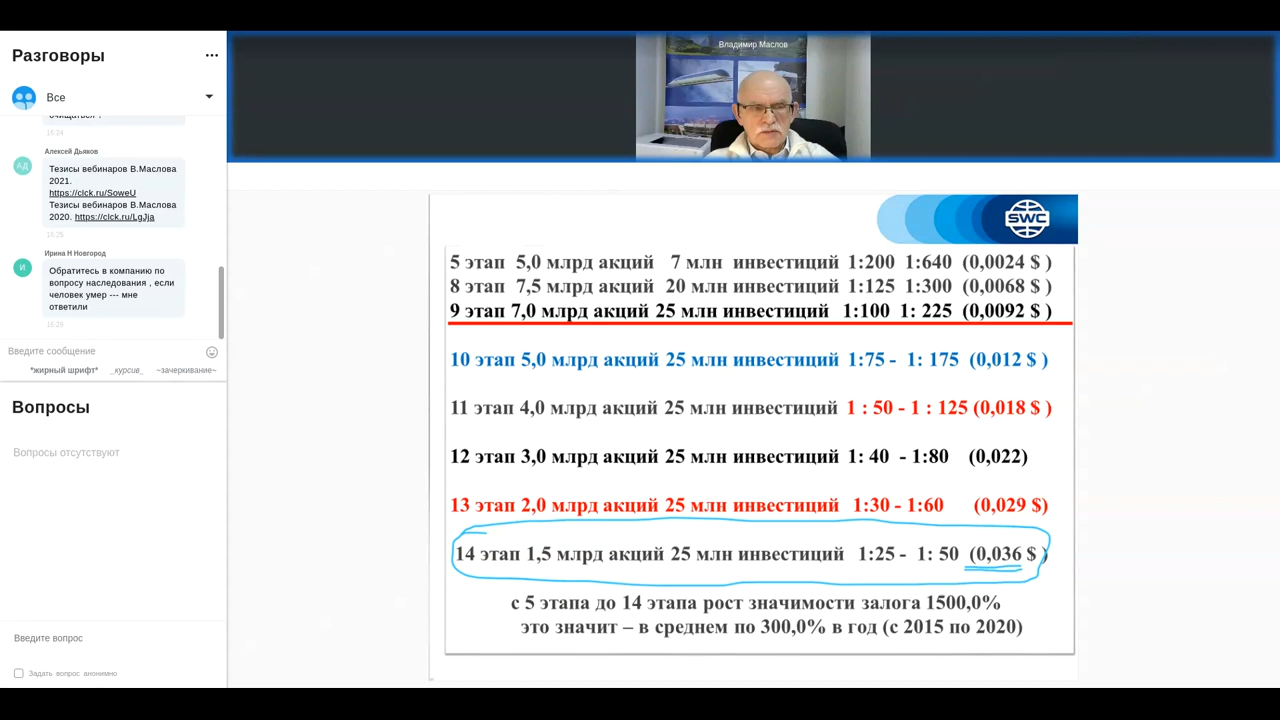 Разговоры
Все
очищаться ?
16:24
Алексей Дьяков
АД
Тезисы вебинаров В.Маслова
2021.
https://clck.ru/SoweU
Тезисы вебинаров В.Маслова
2020. https://clck.ru/LgJja
16:25
Ирина Н Новгород
И
Обратитесь в компанию по
вопросу наследования , если
человек умер --- мне
ответили
16:29
Введите сообщение
*жирный шрифт* _курсив_ ~зачеркивание~
Вопросы
Вопросы отсутствуют
Введите вопрос
Задать вопрос анонимно
Владимир Маслов
SWC
5 этап 5,0 млрд акций 7 млн инвестиций 1:200 1:640 (0,0024 $ )
8 этап 7,5 млрд акций 20 млн инвестиций 1:125 1:300 (0,0068 $ )
9 этап 7,0 млрд акций 25 млн инвестиций 1:100 1: 225 (0,0092 $ )
10 этап 5,0 млрд акций 25 млн инвестиций 1:75 - 1: 175 (0,012 $ )
11 этап 4,0 млрд акций 25 млн инвестиций 1 : 50 - 1 : 125 (0,018 $ )
12 этап 3,0 млрд акций 25 млн инвестиций 1: 40 - 1:80 (0,022)
13 этап 2,0 млрд акций 25 млн инвестиций 1:30 - 1:60 (0,029 $)
14 этап 1,5 млрд акций 25 млн инвестиций 1:25 - 1: 50 (0,036 $ )
с 5 этапа до 14 этапа рост значимости залога 1500,0%
это значит – в среднем по 300,0% в год (с 2015 по 2020)